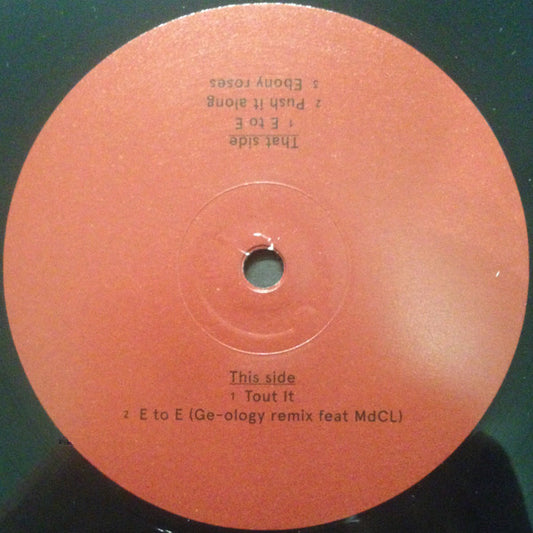 That side
1 E to E
2 Push it along
3 Ebony roses
This side
1 Tout It
2 E to E (Ge-ology remix feat MdCL)